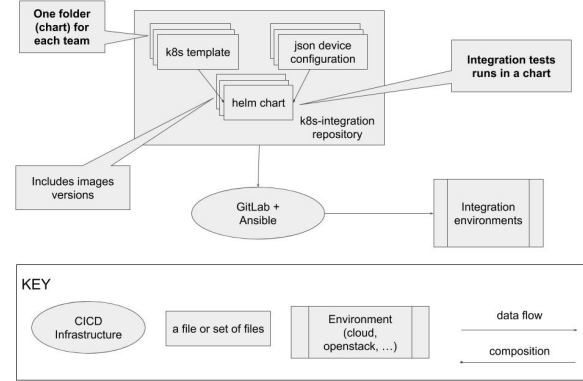 One folder
(chart) for
each team
k8s template
json device
configuration
Integration tests
runs in a chart
helm chart
k8s-integration
repository
Includes images
versions
GitLab +
Ansible
Integration
environments
KEY
CICD
Infrastructure
a file or set of files
Environment
(cloud,
openstack, …)
data flow
composition